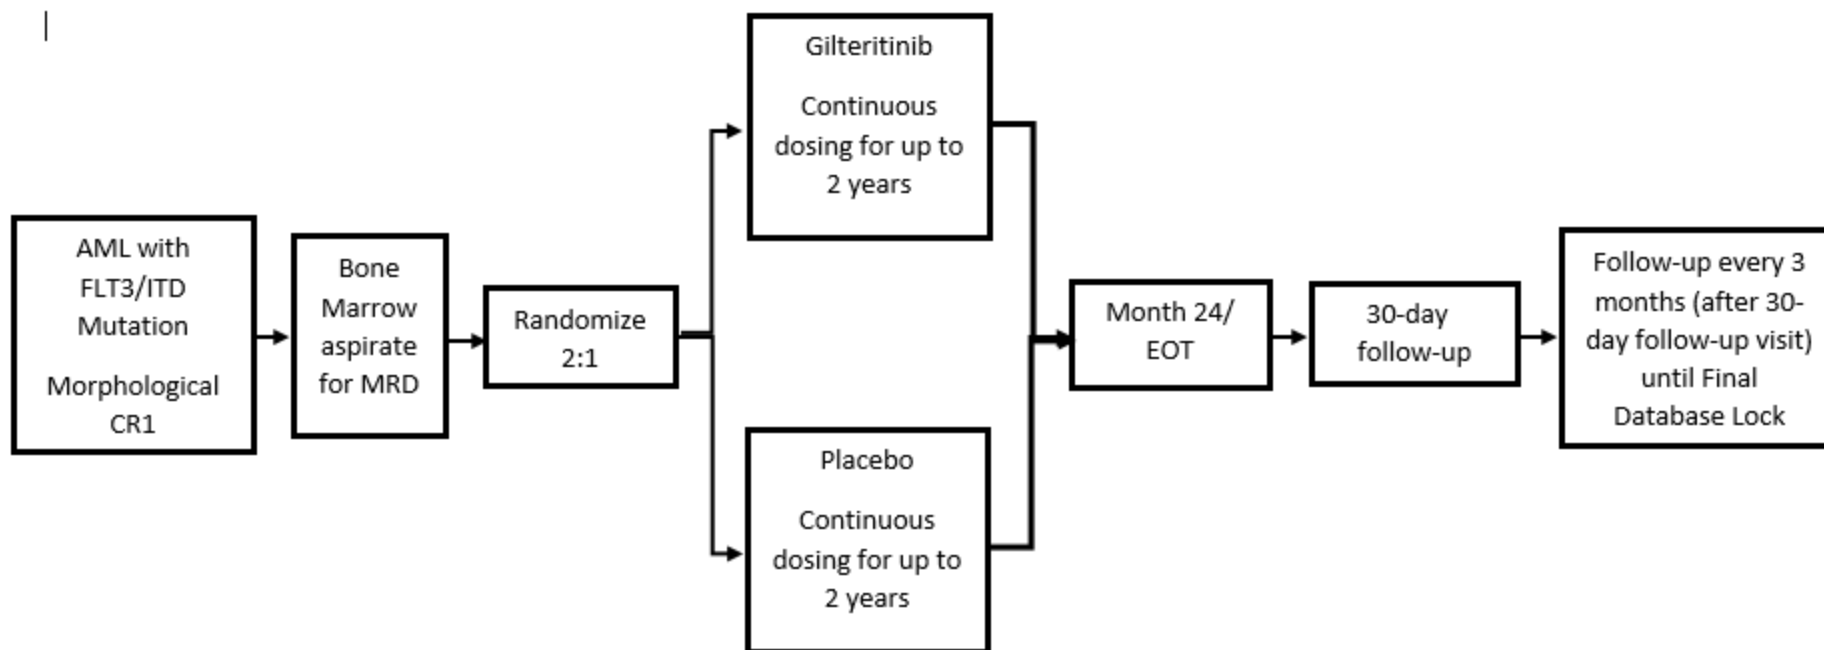 AML with
FLT3/ITD
Mutation
Morphological
CR1
Bone
Marrow
aspirate
for MRD
Randomize
2:1
Gilteritinib
Continuous
dosing for up to
2 years
Placebo
Continuous
dosing for up to
2 years
Month 24/
EOT
30-day
follow-up
Follow-up every 3
months (after 30-
day follow-up visit)
until Final
Database Lock